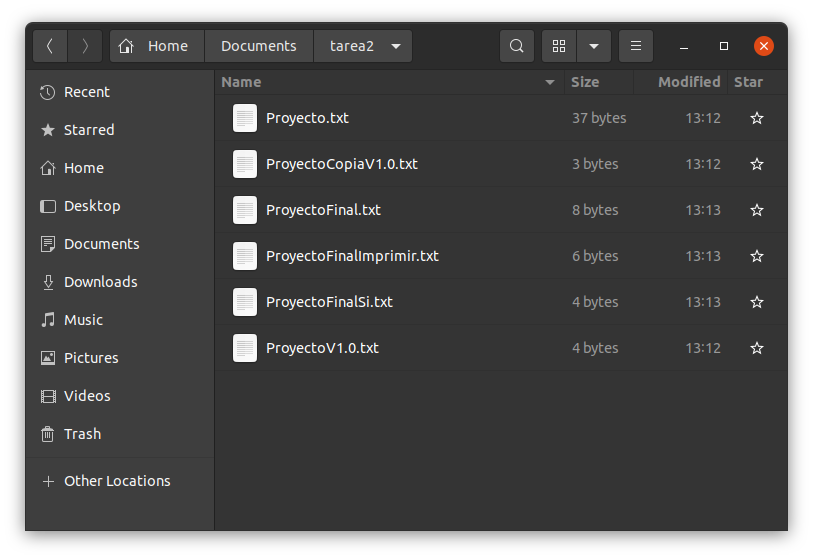 Home Documents tarea2
Name Size Modified Star
Recent
Starred
Home
Desktop
Documents
Downloads
Music
Pictures
Videos
Trash
Other Locations
Proyecto.txt 37 bytes 13:12
ProyectoCopiaV1.0.txt 3 bytes 13:12
ProyectoFinal.txt 8 bytes 13:13
ProyectoFinalImprimir.txt 6 bytes 13:13
ProyectoFinalSi.txt 4 bytes 13:13
ProyectoV1.0.txt 4 bytes 13:12